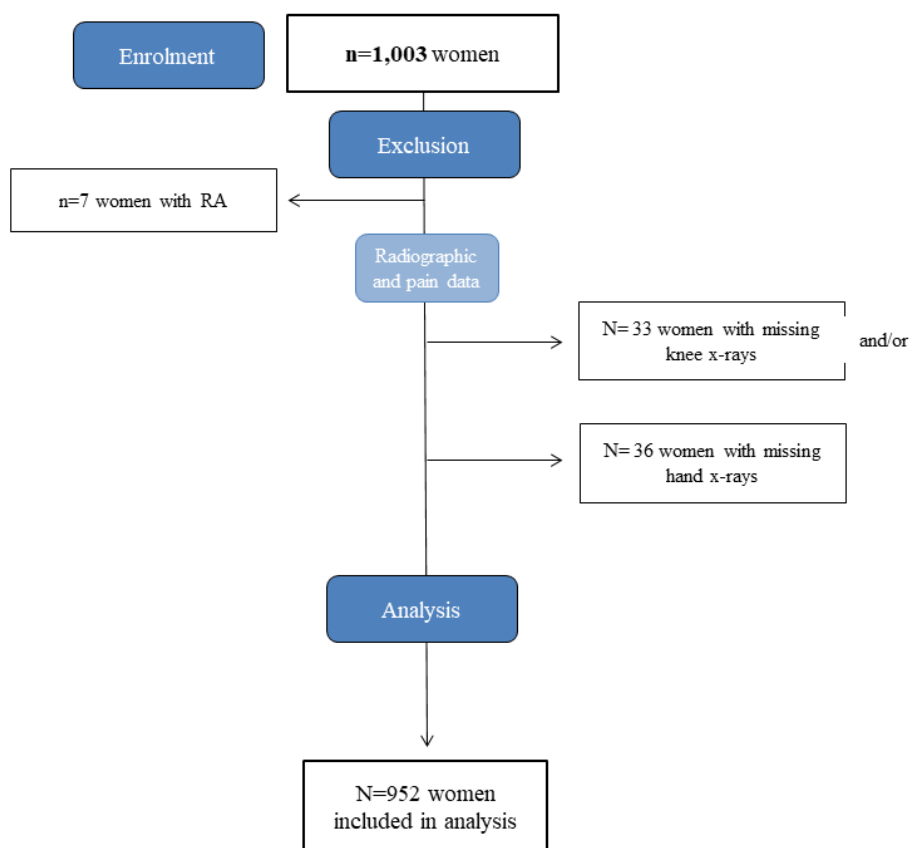 Enrolment
n=1,003 women
Exclusion
n=7 women with RA
Radiographic
and pain data
N= 33 women with missing
knee x-rays
and/or
N= 36 women with missing
hand x-rays
Analysis
N=952 women
included in analysis